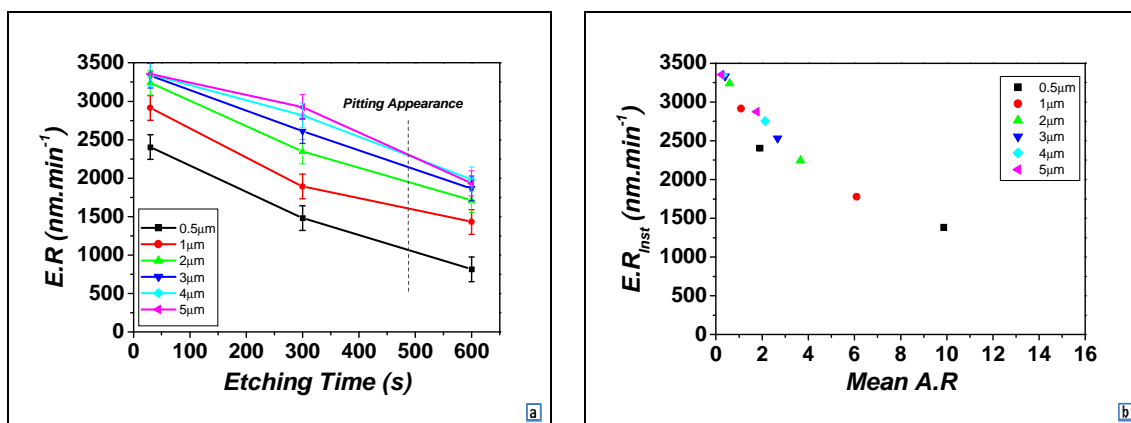 3500
3000
2500
2000
1500
1000
500
0
E.R (nm.min⁻¹)
Pitting Appearance
0.5μm
1μm
2μm
3μm
4μm
5μm
0 100 200 300 400 500 600
Etching Time (s)
a
3500
3000
2500
2000
1500
1000
500
0
E.R_Inst (nm.min⁻¹)
0.5μm
1μm
2μm
3μm
4μm
5μm
0 2 4 6 8 10 12 14 16
Mean A.R
b